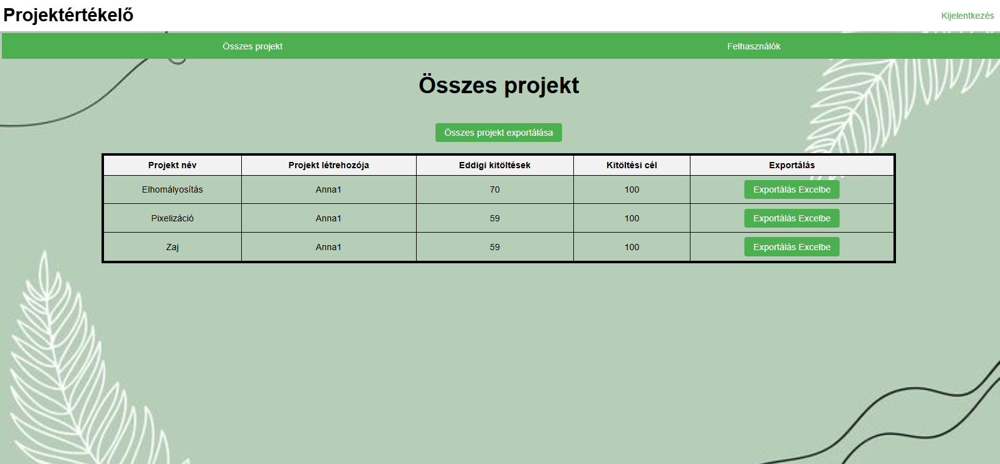 Projektértékelő
Kijelentkezés
Összes projekt Felhasználók
Összes projekt
Összes projekt exportálása
Projekt név Projekt létrehozója Eddigi kitöltések Kitöltési cél Exportálás
Elhomályosítás Anna1 70 100 Exportálás Excelbe
Pixelizáció Anna1 59 100 Exportálás Excelbe
Zaj Anna1 59 100 Exportálás Excelbe